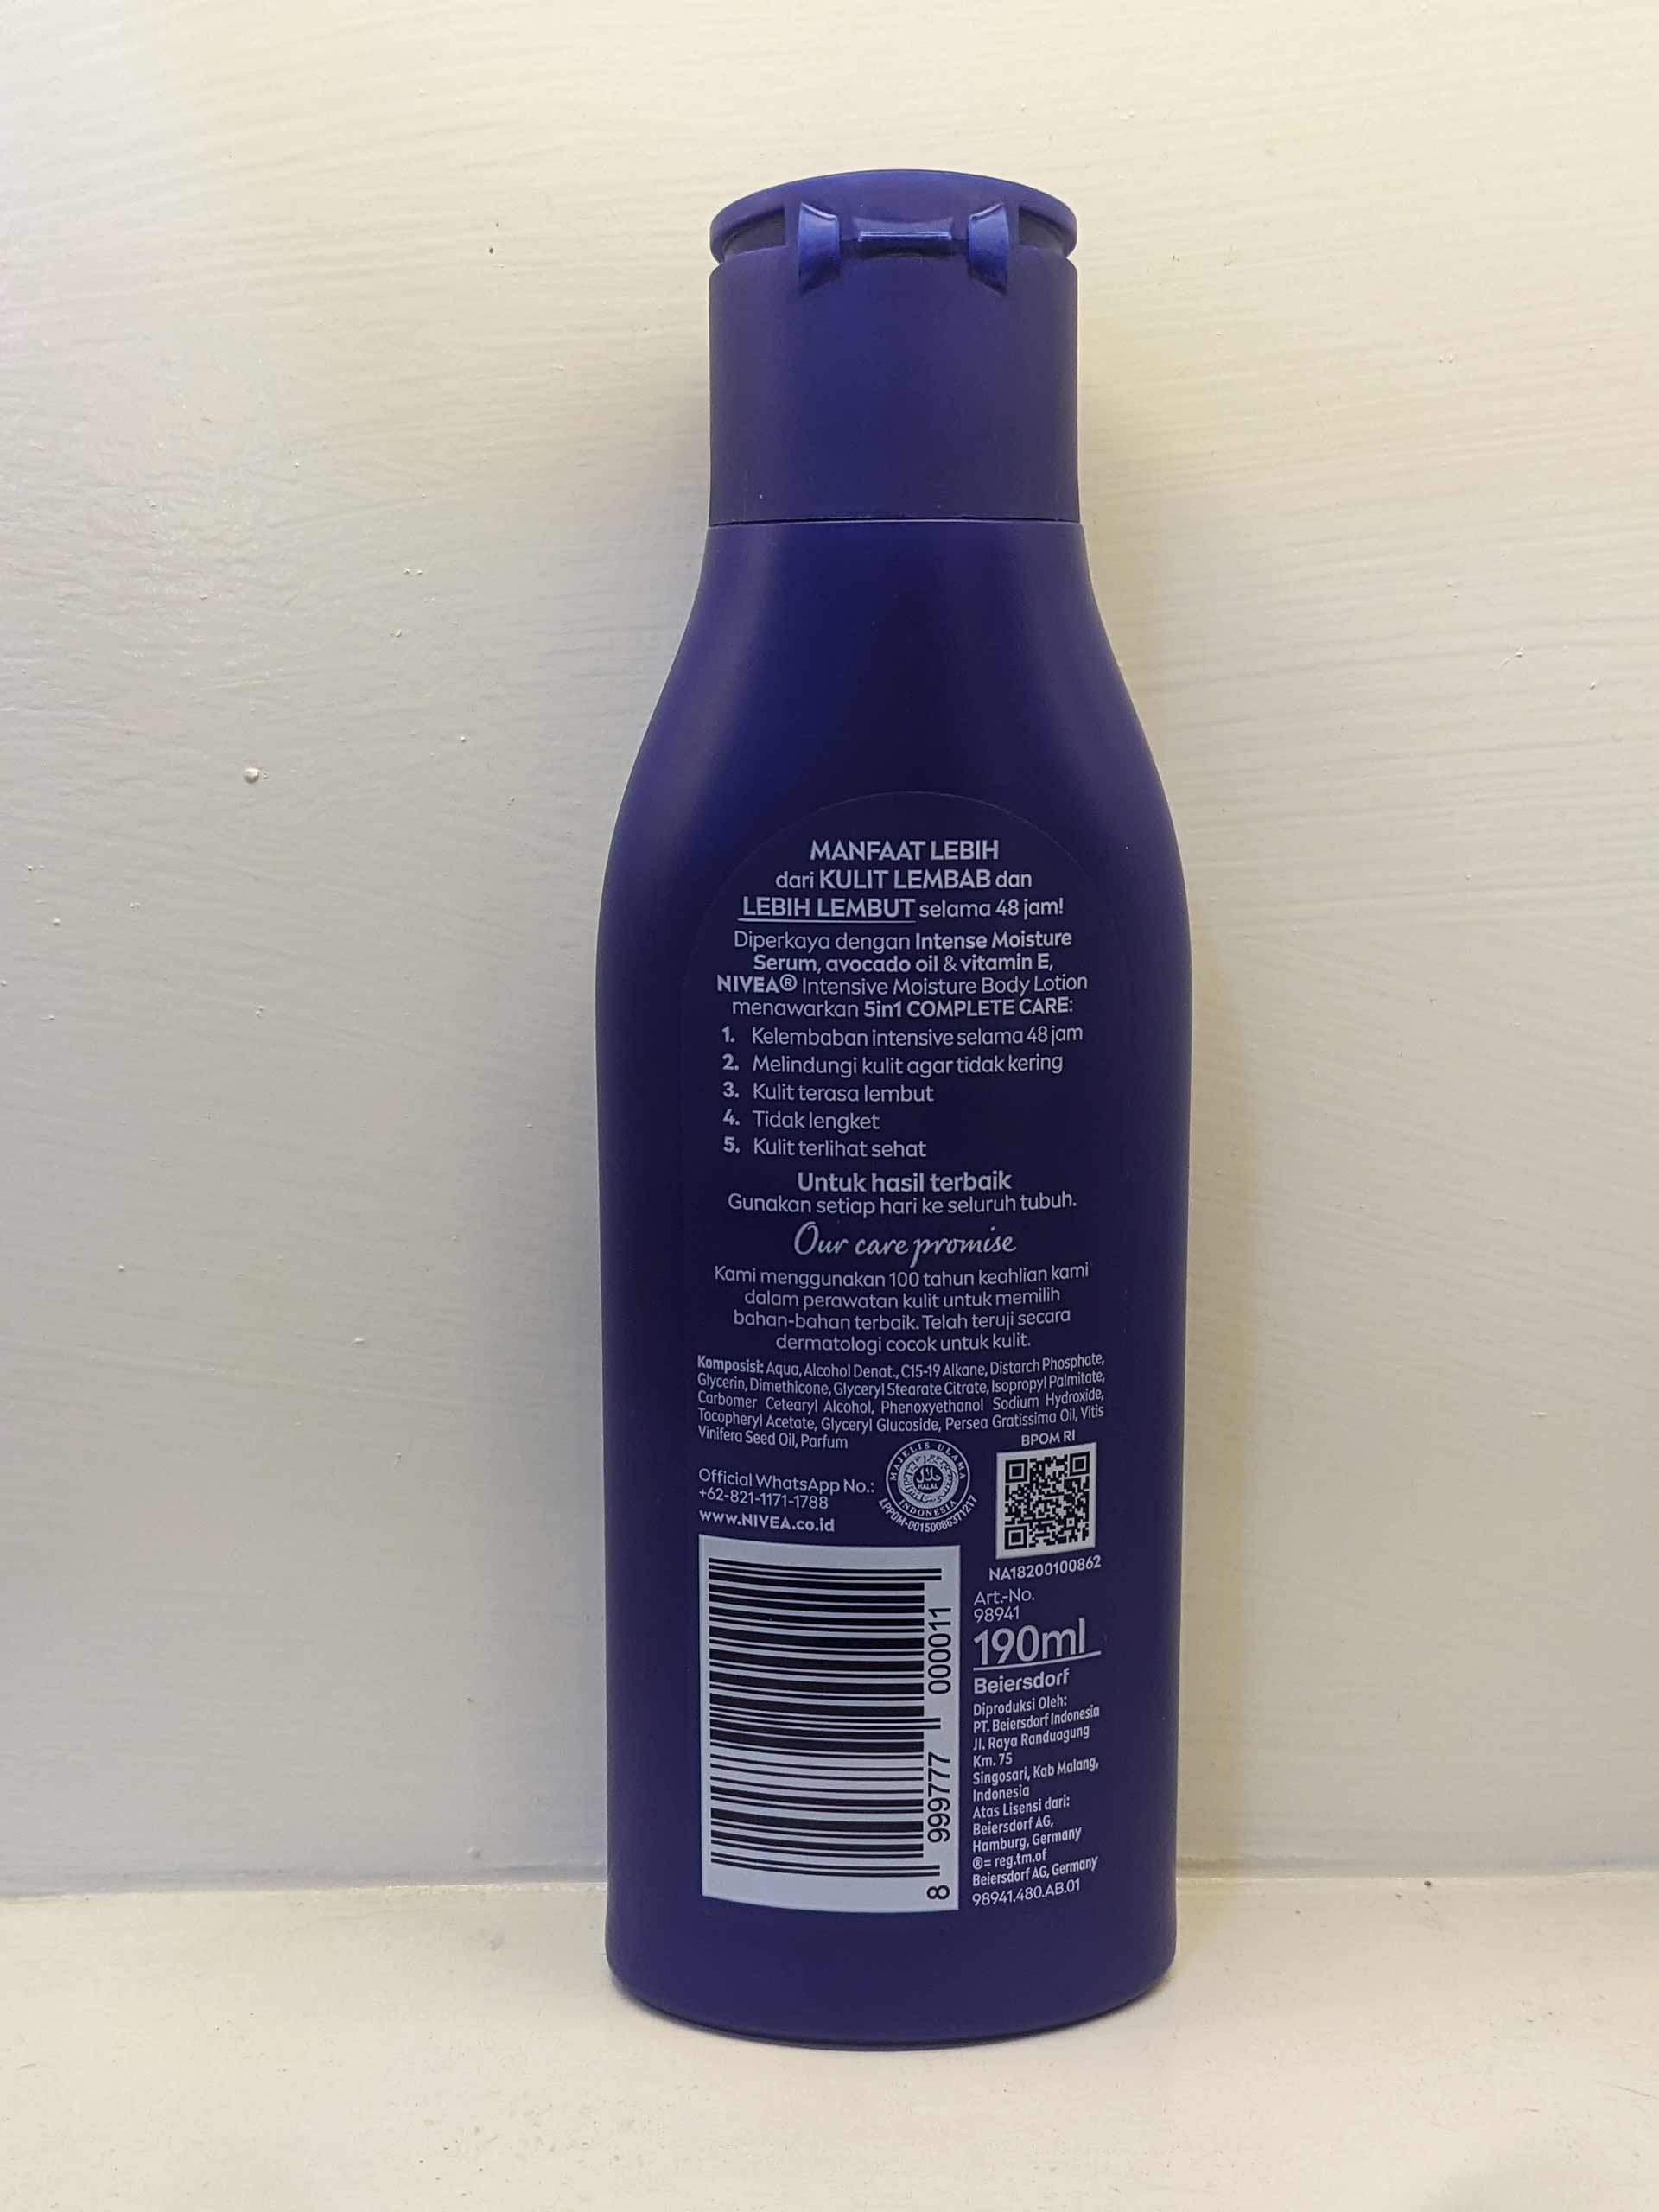 MANFAAT LEBIH
dari KULIT LEMBAB dan
LEBIH LEMBUT selama 48 jam!
Diperkaya dengan Intense Moisture
Serum, avocado oil & vitamin E,
NIVEA® Intensive Moisture Body Lotion
menawarkan 5in1 COMPLETE CARE:
1. Kelembaban intensive selama 48 jam
2. Melindungi kulit agar tidak kering
3. Kulit terasa lembut
4. Tidak lengket
5. Kulit terlihat sehat
Untuk hasil terbaik
Gunakan setiap hari ke seluruh tubuh.
Our care promise
Kami menggunakan 100 tahun keahlian kami
dalam perawatan kulit untuk memilih
bahan-bahan terbaik. Telah teruji secara
dermatologi cocok untuk kulit.
Komposisi: Aqua, Alcohol Denat., C15-19 Alkane, Distarch Phosphate,
Glycerin, Dimethicone, Glyceryl Stearate Citrate, Isopropyl Palmitate,
Carbomer Cetearyl Alcohol, Phenoxyethanol Sodium Hydroxide,
Tocopheryl Acetate, Glyceryl Glucoside, Persea Gratissima Oil, Vitis
Vinifera Seed Oil, Parfum
BPOM RI
MAJELIS ULAMA
حلال
HALAL
INDONESIA
LPPOM-00150086371217
Official WhatsApp No.:
+62-821-1171-1788
www.NIVEA.co.id
NA18200100862
8 999777 000011
Art.-No.
98941
190ml
Beiersdorf
Diproduksi Oleh:
PT. Beiersdorf Indonesia
Jl. Raya Randuagung
Km. 75
Singosari, Kab Malang,
Indonesia
Atas Lisensi dari:
Beiersdorf AG,
Hamburg, Germany
®= reg.tm.of
Beiersdorf AG, Germany
98941.480.AB.01